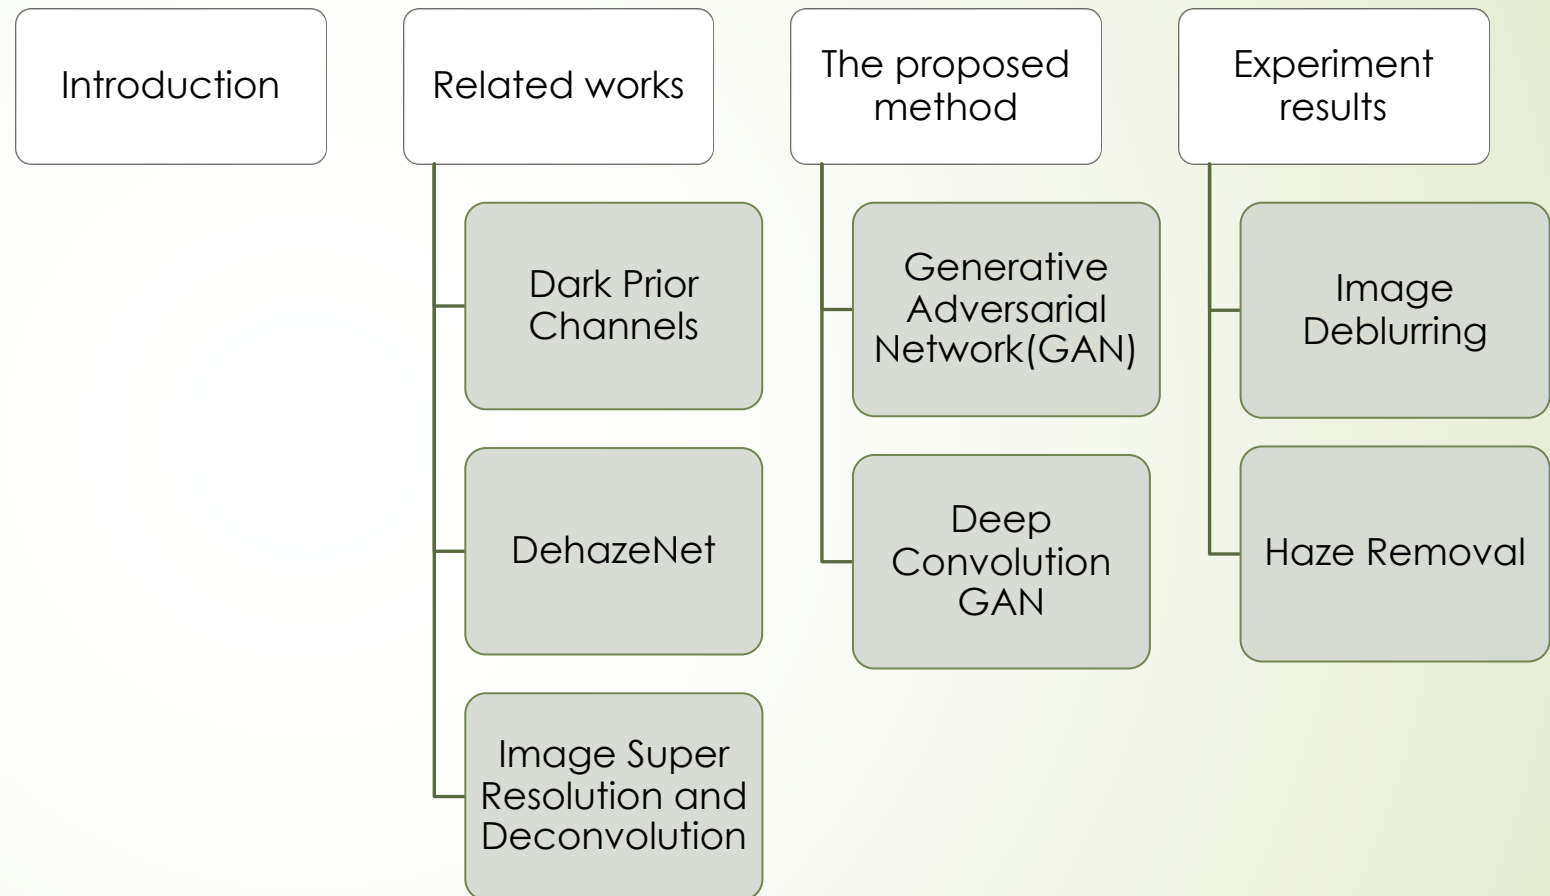 Introduction
Related works
Dark Prior
Channels
DehazeNet
Image Super
Resolution and
Deconvolution
The proposed
method
Generative
Adversarial
Network(GAN)
Deep
Convolution
GAN
Experiment
results
Image
Deblurring
Haze Removal